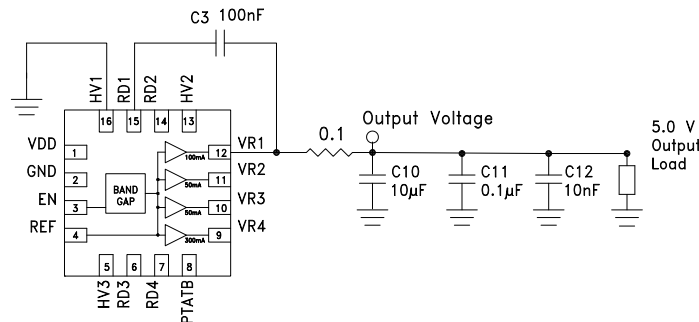 C3 100nF
HV1
RD1
RD2
HV2
16
15
14
13
VDD
1
GND
2
EN
3
REF
4
BAND
GAP
100mA
50mA
50mA
300mA
12
VR1
11
VR2
10
VR3
9
VR4
5
6
7
8
HV3
RD3
RD4
PTATB
0.1
Output Voltage
C10
10µF
C11
0.1µF
C12
10nF
5.0 V
Output
Load